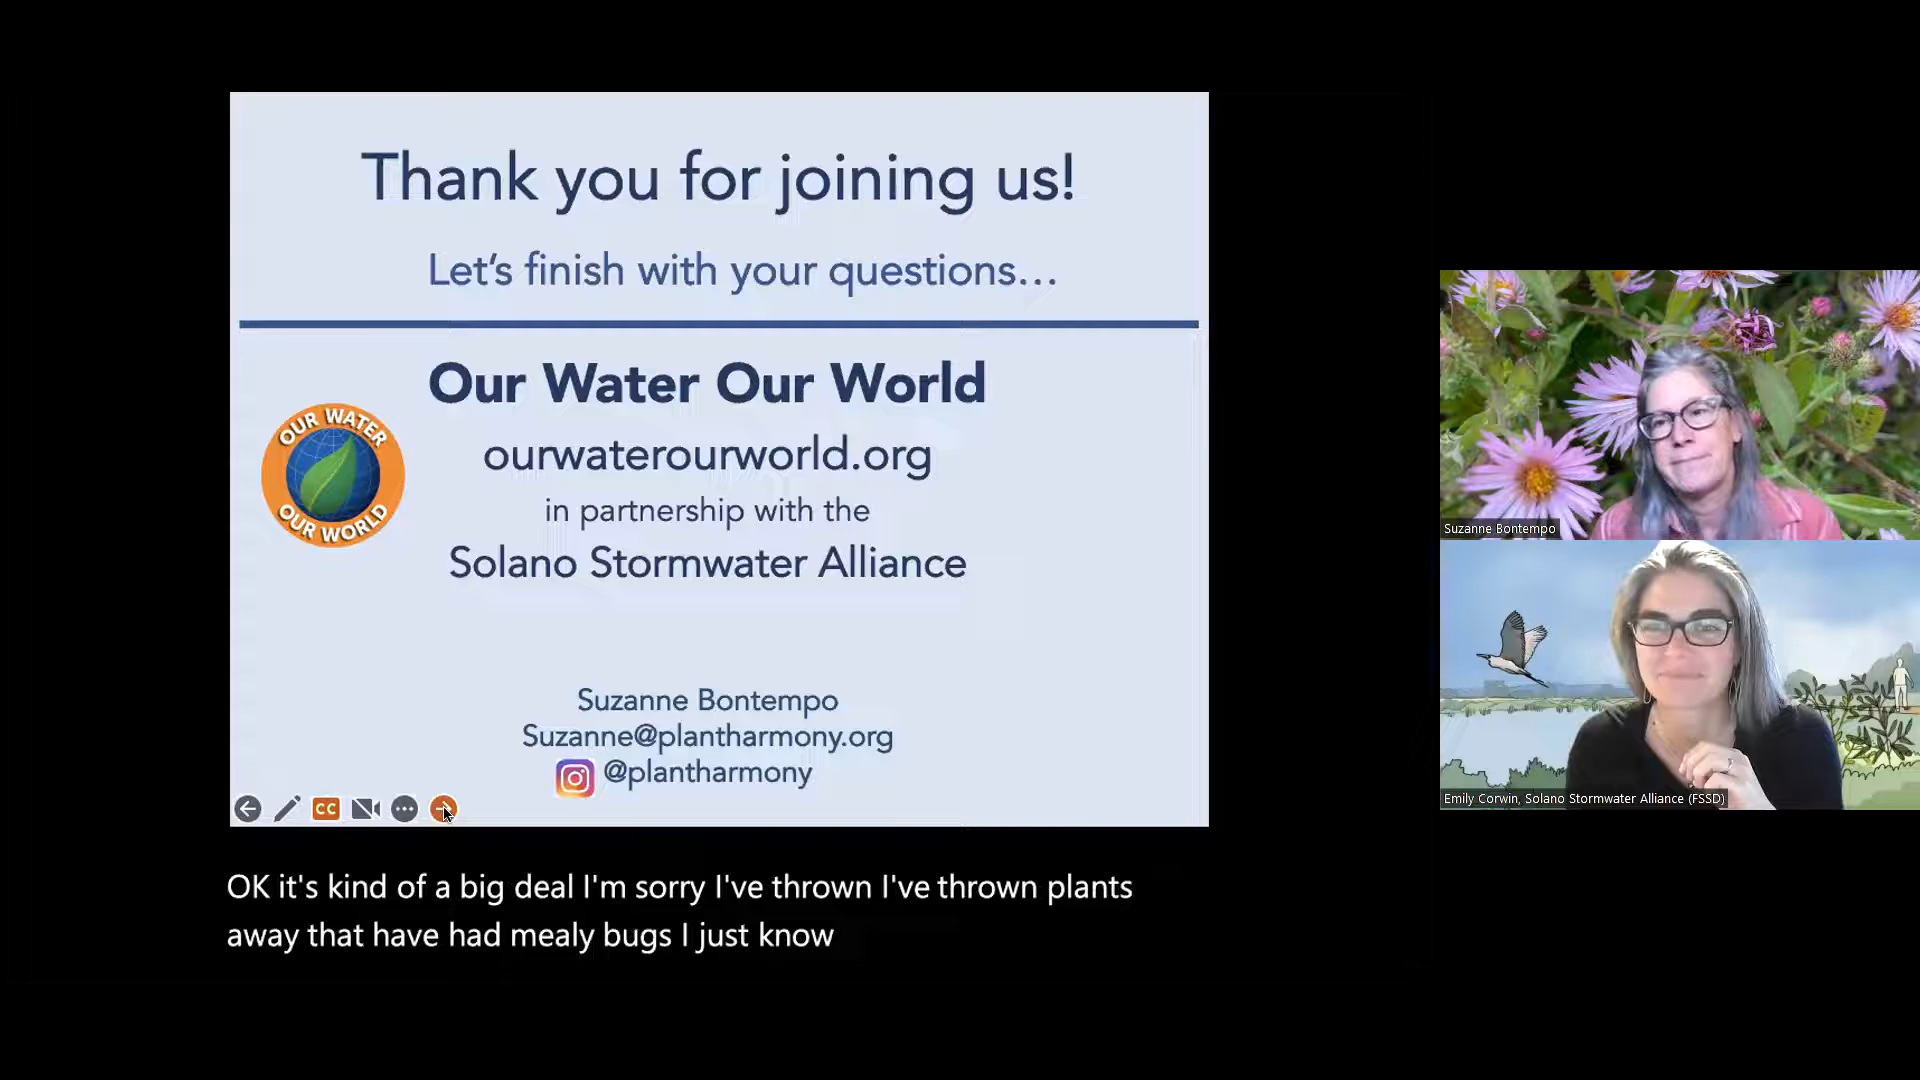 Thank you for joining us!
Let's finish with your questions...
Our Water Our World
OUR WATER
OUR WORLD
ourwaterourworld.org
in partnership with the
Solano Stormwater Alliance
Suzanne Bontempo
Suzanne@plantharmony.org
@plantharmony
CC
OK it's kind of a big deal I'm sorry I've thrown I've thrown plants
away that have had mealy bugs I just know
Suzanne Bontempo
Emily Corwin, Solano Stormwater Alliance (FSSD)